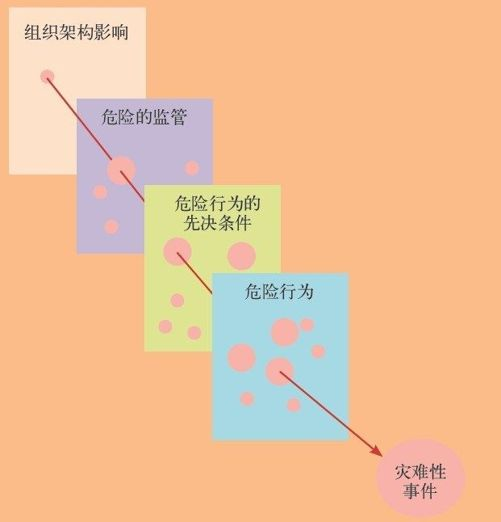 组织架构影响
危险的监管
危险行为的
先决条件
危险行为
灾难性
事件